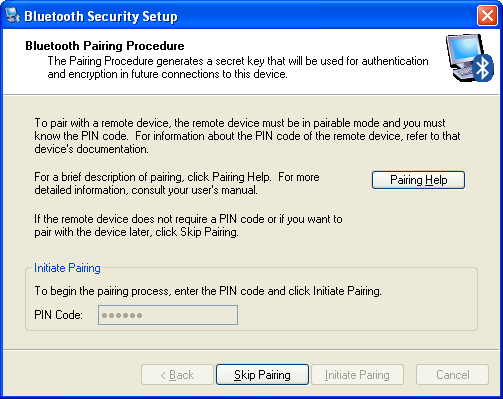 Bluetooth Security Setup
Bluetooth Pairing Procedure
The Pairing Procedure generates a secret key that will be used for authentication
and encryption in future connections to this device.
To pair with a remote device, the remote device must be in pairable mode and you must
know the PIN code.  For information about the PIN code of the remote device, refer to that
device's documentation.
For a brief description of pairing, click Pairing Help.  For more
detailed information, consult your user's manual.
Pairing Help
If the remote device does not require a PIN code or if you want to
pair with the device later, click Skip Pairing.
Initiate Pairing
To begin the pairing process, enter the PIN code and click Initiate Pairing.
PIN Code: ••••••
< Back Skip Pairing Initiate Paring Cancel